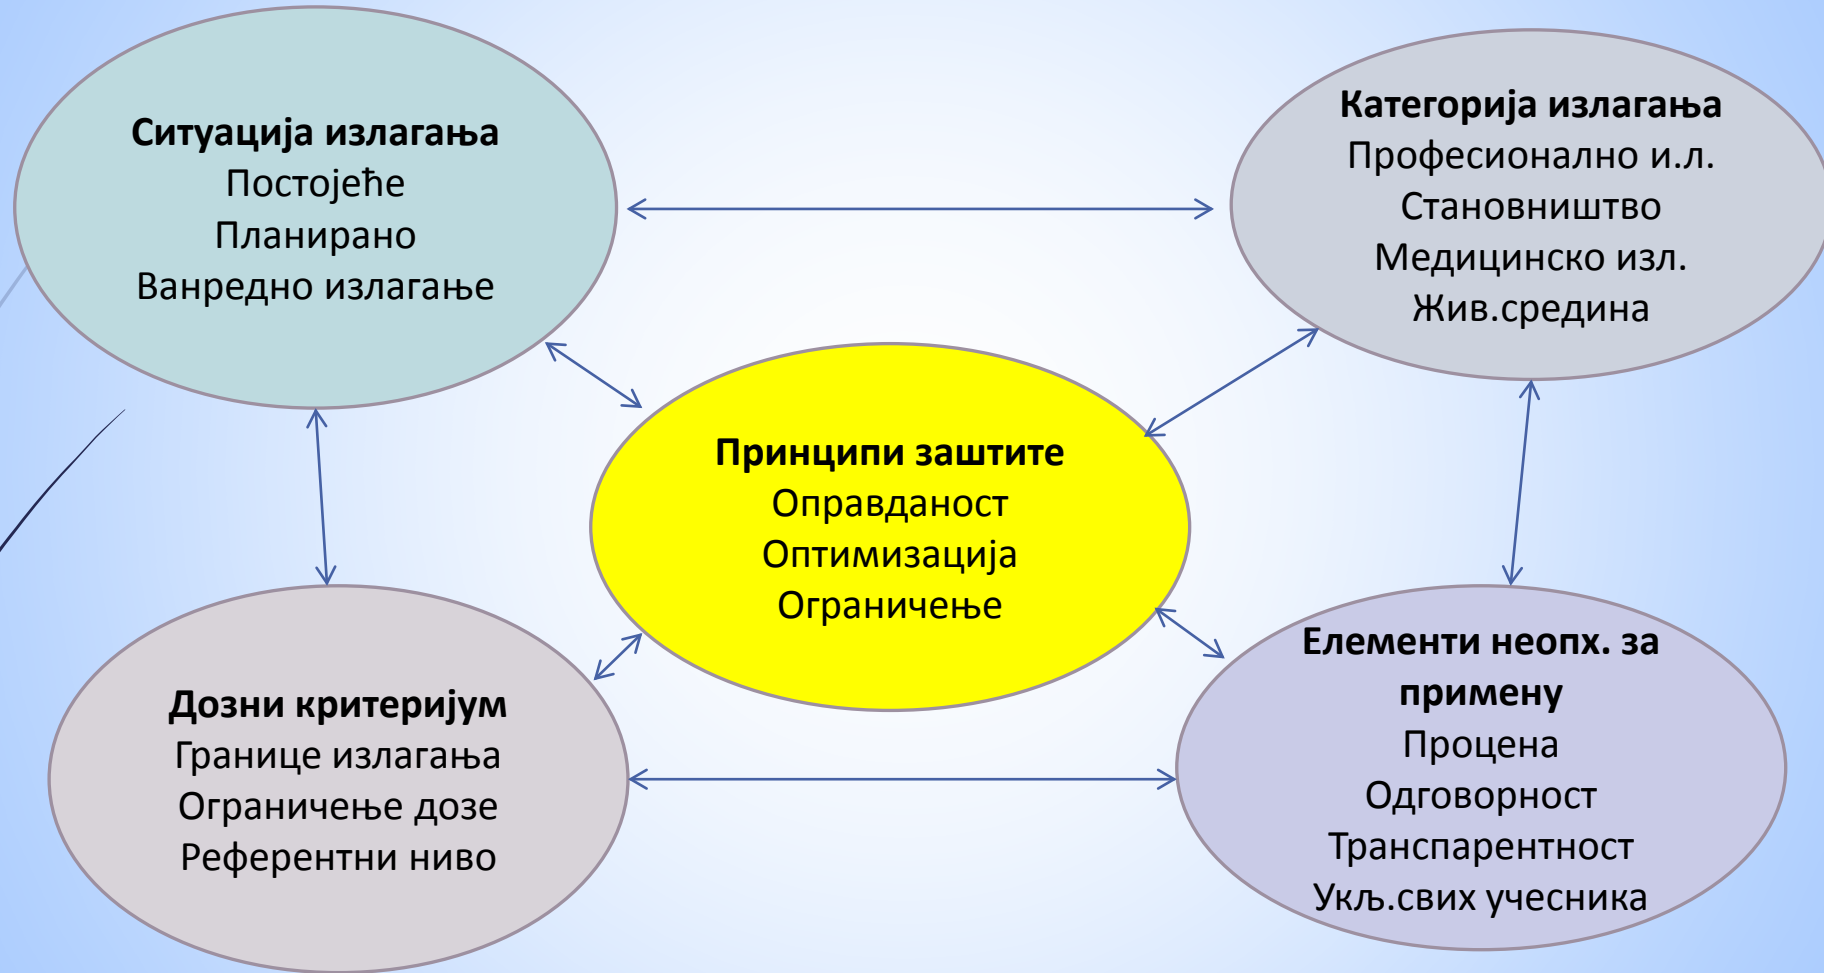 Ситуација излагања
Постојеће
Планирано
Ванредно излагање
Категорија излагања
Професионално и.л.
Становништво
Медицинско изл.
Жив.средина
Принципи заштите
Оправданост
Оптимизација
Ограничење
Дозни критеријум
Границе излагања
Ограничење дозе
Референтни ниво
Елементи неопх. за
примену
Процена
Одговорност
Транспарентност
Укљ.свих учесника